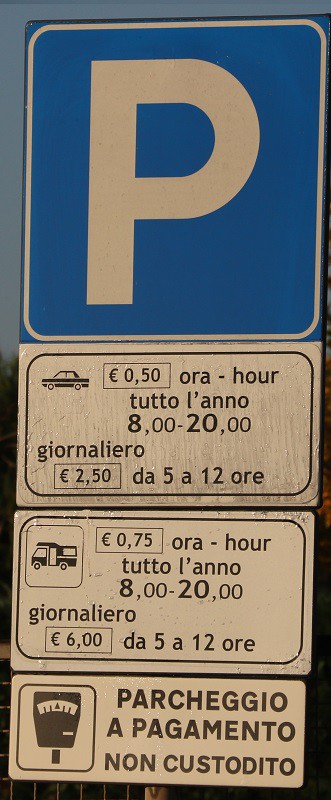 P
€ 0,50 ora - hour
tutto l'anno
8,00-20,00
giornaliero
€ 2,50 da 5 a 12 ore
€ 0,75 ora - hour
tutto l'anno
8,00-20,00
giornaliero
€ 6,00 da 5 a 12 ore
PARCHEGGIO
A PAGAMENTO
NON CUSTODITO